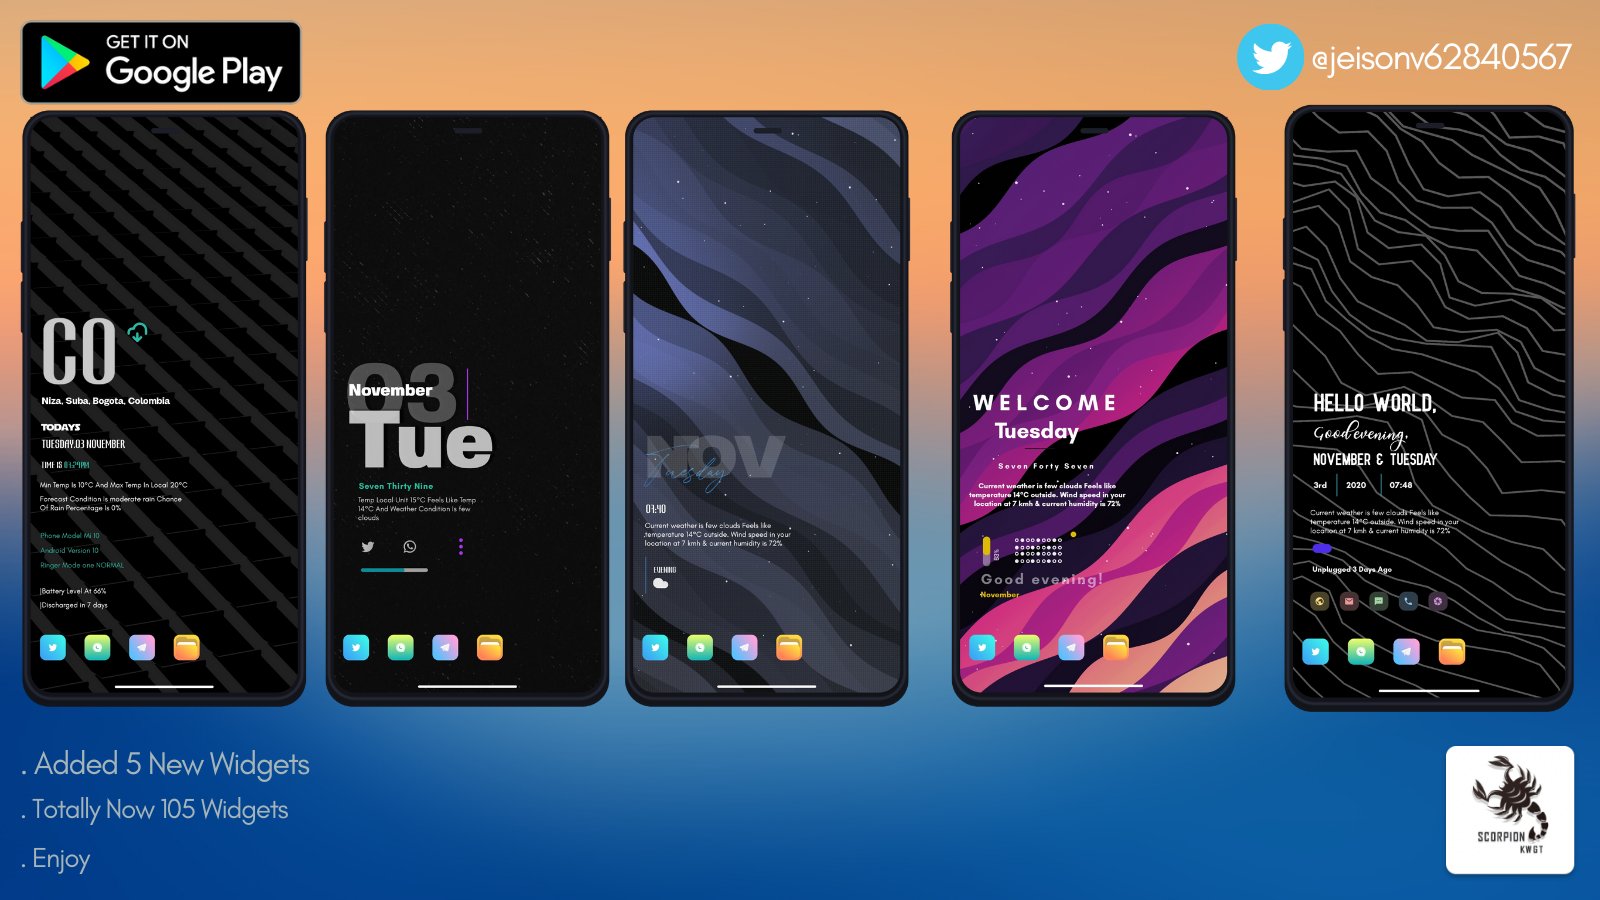 GET IT ON
Google Play
@jeisonv62840567
CO
Niza, Suba, Bogota, Colombia
TODAYS
TUESDAY,03 NOVEMBER
TIME IS 07:39PM
Min Temp Is 10°C And Max Temp In Local 20°C
Forecast Condition Is moderate rain Chance
Of Rain Percentage Is 0%
Phone Model Mi 10
Android Version 10
Ringer Mode one NORMAL
|Battery Level At 66%
|Discharged in 7 days
03
November
Tue
Seven Thirty Nine
Temp Local Unit 15°C Feels Like Temp
14°C And Weather Condition Is few
clouds
NOV
Tuesday
07:40
Current weather is few clouds Feels like
temperature 14°C outside. Wind speed in your
location at 7 kmh & current humidity is 72%
EVENING
WELCOME
Tuesday
Seven Forty Seven
Current weather is few clouds Feels like
temperature 14°C outside. Wind speed in your
location at 7 kmh & current humidity is 72%
Good evening!
November
HELLO WORLD,
Good evening,
NOVEMBER & TUESDAY
3rd 2020 07:48
Current weather is few clouds Feels like
temperature 14°C outside. Wind speed in your
location at 7 kmh & current humidity is 72%
Unplugged 3 Days Ago
. Added 5 New Widgets
. Totally Now 105 Widgets
. Enjoy
SCORPION
KWGT